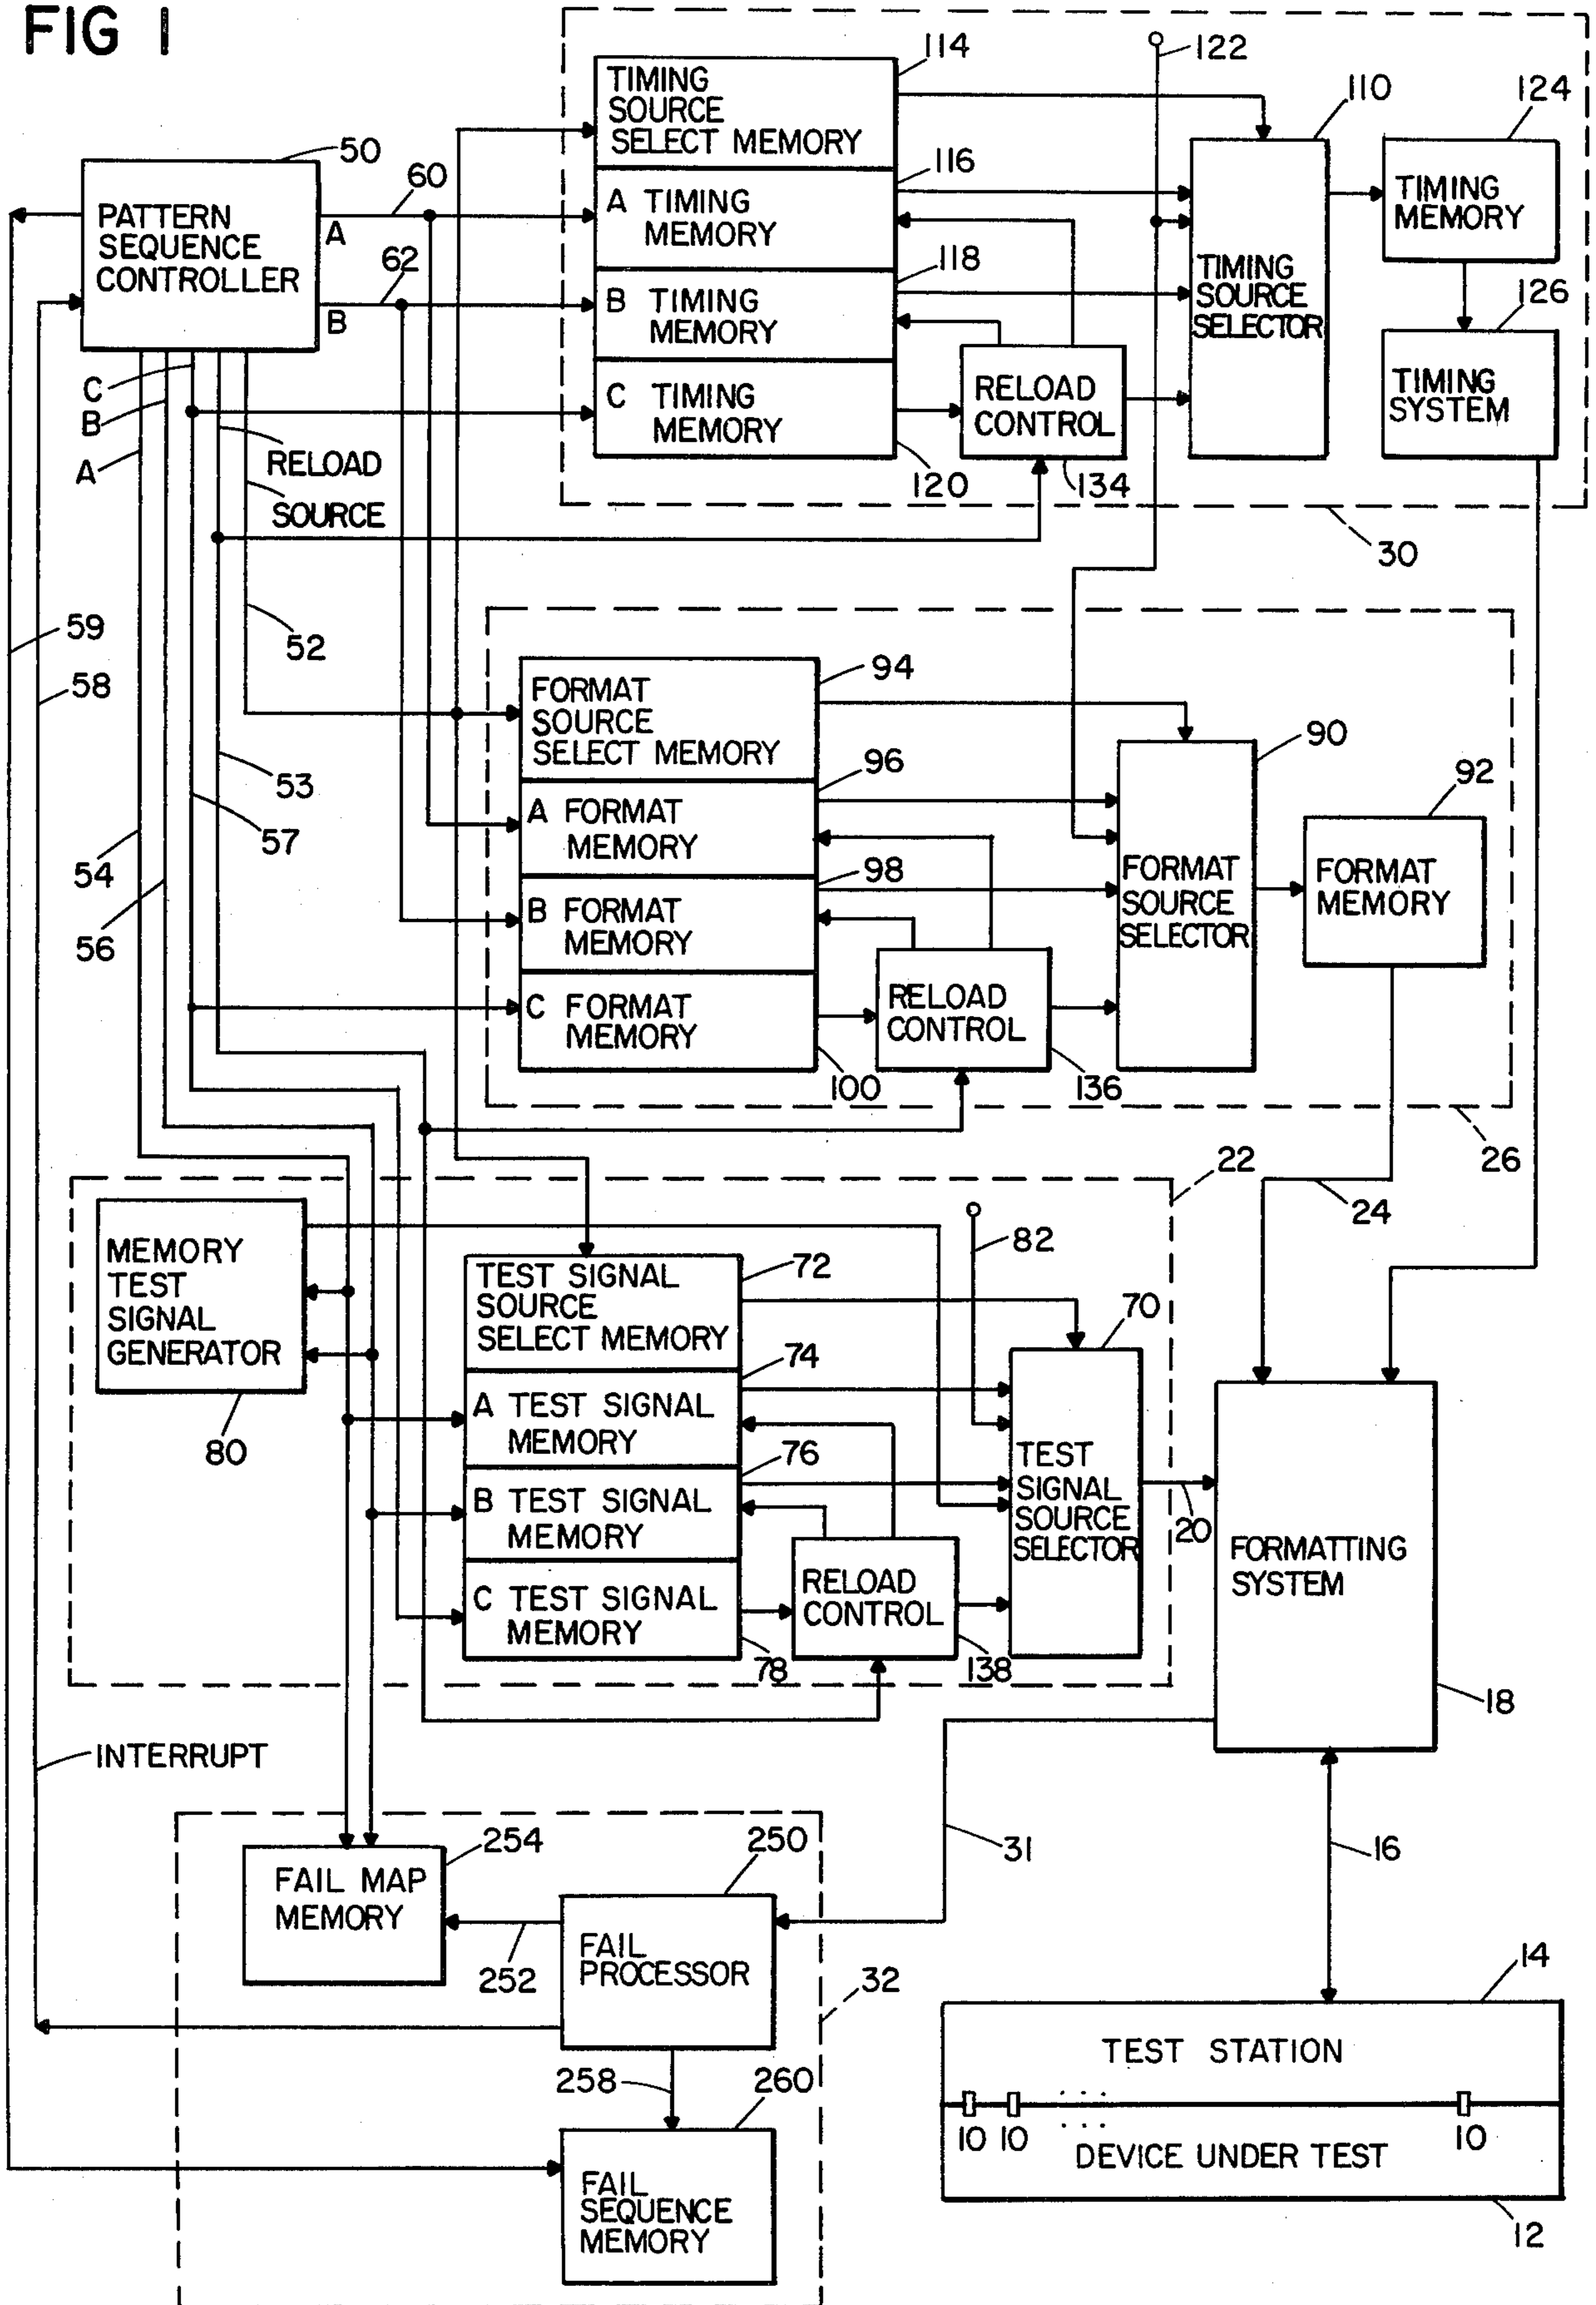 FIG 1
114
122
TIMING
SOURCE
SELECT MEMORY
110
124
50
60
116
PATTERN
SEQUENCE
CONTROLLER
A
A TIMING
MEMORY
TIMING
MEMORY
62
118
B
B TIMING
MEMORY
TIMING
SOURCE
SELECTOR
126
C
B
A
C TIMING
MEMORY
RELOAD
CONTROL
TIMING
SYSTEM
RELOAD
SOURCE
120
134
30
59
52
58
94
FORMAT
SOURCE
SELECT MEMORY
90
53
96
92
57
A FORMAT
MEMORY
54
98
FORMAT
SOURCE
SELECTOR
FORMAT
MEMORY
56
B FORMAT
MEMORY
C FORMAT
MEMORY
RELOAD
CONTROL
100
136
26
22
24
MEMORY
TEST
SIGNAL
GENERATOR
82
72
TEST SIGNAL
SOURCE
SELECT MEMORY
70
74
80
A TEST SIGNAL
MEMORY
76
TEST
SIGNAL
SOURCE
SELECTOR
B TEST SIGNAL
MEMORY
20
FORMATTING
SYSTEM
C TEST SIGNAL
MEMORY
RELOAD
CONTROL
78
138
18
INTERRUPT
254
250
31
16
FAIL MAP
MEMORY
FAIL
PROCESSOR
252
32
14
TEST STATION
258
260
10 10 10
DEVICE UNDER TEST
FAIL
SEQUENCE
MEMORY
12